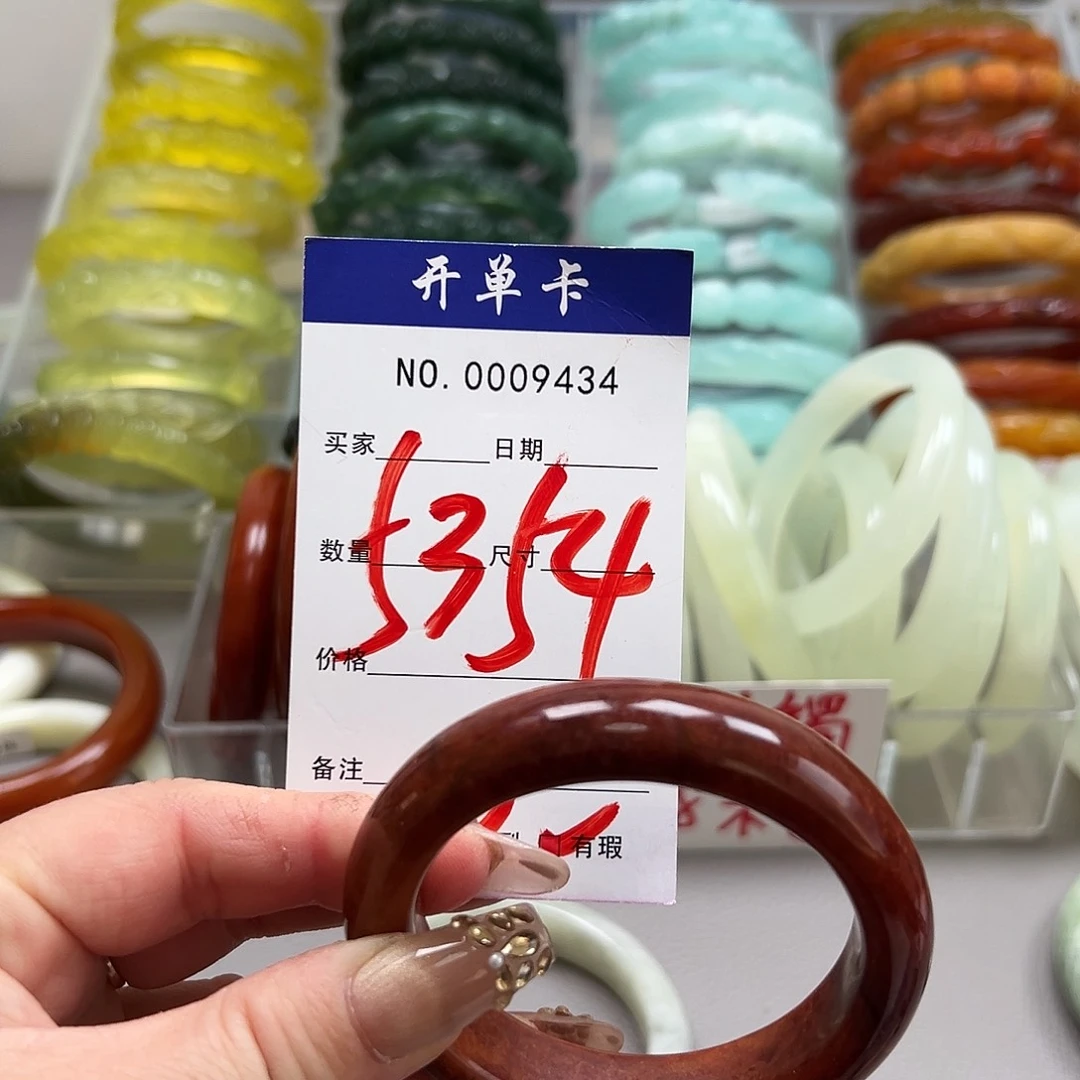 开单卡
NO. 0009434
买家 日期
5354
数量 尺寸
价格
备注
有瑕
镯